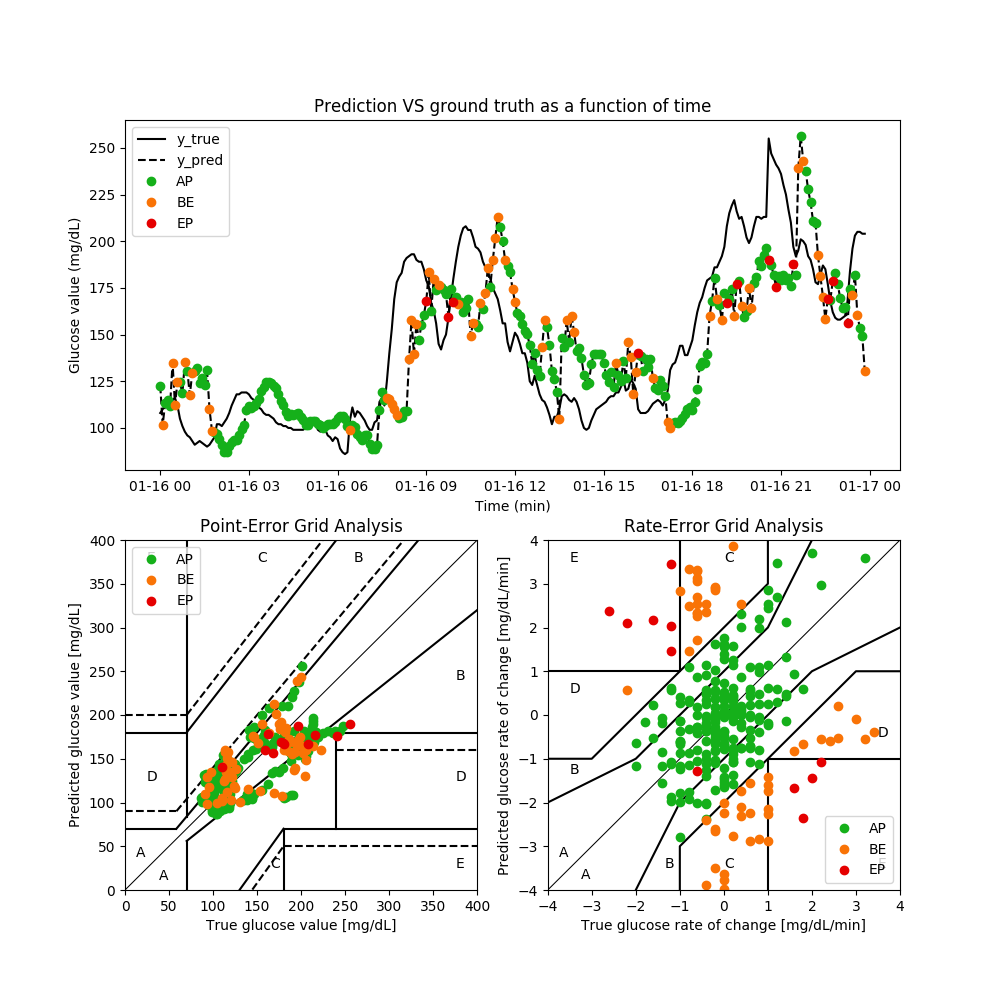 Prediction VS ground truth as a function of time
Glucose value (mg/dL)
250
225
200
175
150
125
100
y_true
y_pred
AP
BE
EP
01-16 00 01-16 03 01-16 06 01-16 09 01-16 12 01-16 15 01-16 18 01-16 21 01-17 00
Time (min)
Point-Error Grid Analysis
Predicted glucose value [mg/dL]
400
350
300
250
200
150
100
50
0
AP
BE
EP
E
C
B
B
D
D
A
A
C
E
0 50 100 150 200 250 300 350 400
True glucose value [mg/dL]
Rate-Error Grid Analysis
Predicted glucose rate of change [mg/dL/min]
4
3
2
1
0
−1
−2
−3
−4
E
C
D
D
B
A
A
B
C
E
AP
BE
EP
−4 −3 −2 −1 0 1 2 3 4
True glucose rate of change [mg/dL/min]